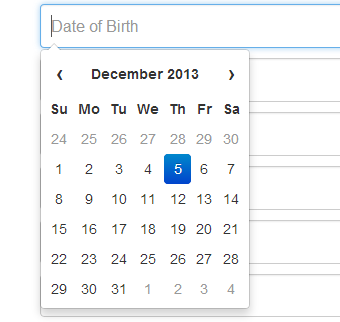 Date of Birth
‹ December 2013 ›
Su Mo Tu We Th Fr Sa
24 25 26 27 28 29 30
1 2 3 4 5 6 7
8 9 10 11 12 13 14
15 16 17 18 19 20 21
22 23 24 25 26 27 28
29 30 31 1 2 3 4